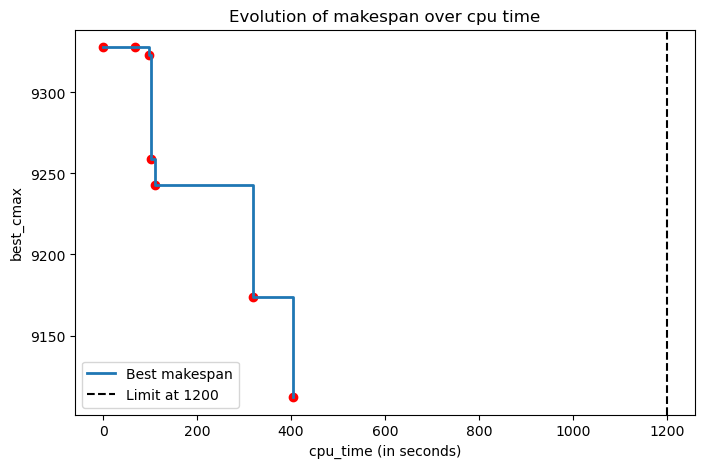 Evolution of makespan over cpu time
best_cmax
9300
9250
9200
9150
Best makespan
Limit at 1200
0
200
400
600
800
1000
1200
cpu_time (in seconds)